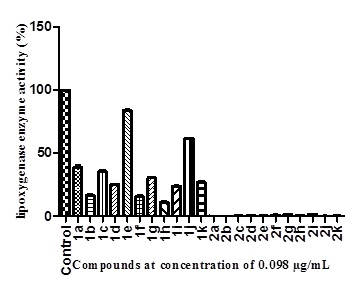 lipoxygenase enzyme activity (%)
150
100
50
0
Control
1a
1b
1c
1d
1e
1f
1g
1h
1i
1j
1k
2a
2b
2c
2d
2e
2f
2g
2h
2i
2j
2k
Compounds at concentration of 0.098 µg/mL